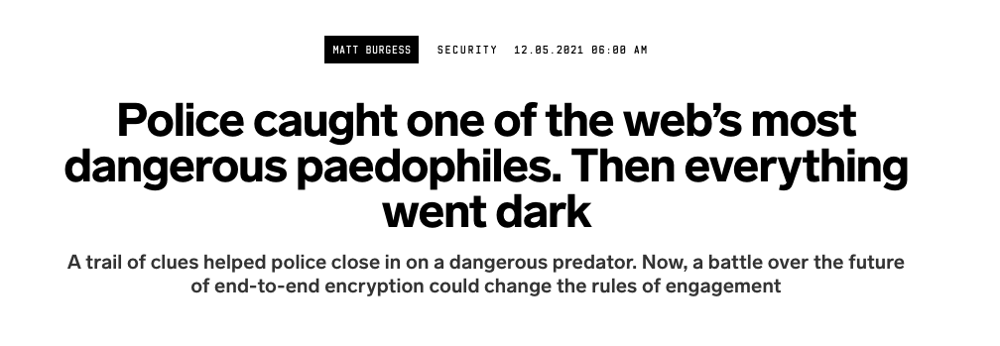 MATT BURGESS SECURITY 12.05.2021 06:00 AM
Police caught one of the web’s most
dangerous paedophiles. Then everything
went dark
A trail of clues helped police close in on a dangerous predator. Now, a battle over the future
of end-to-end encryption could change the rules of engagement